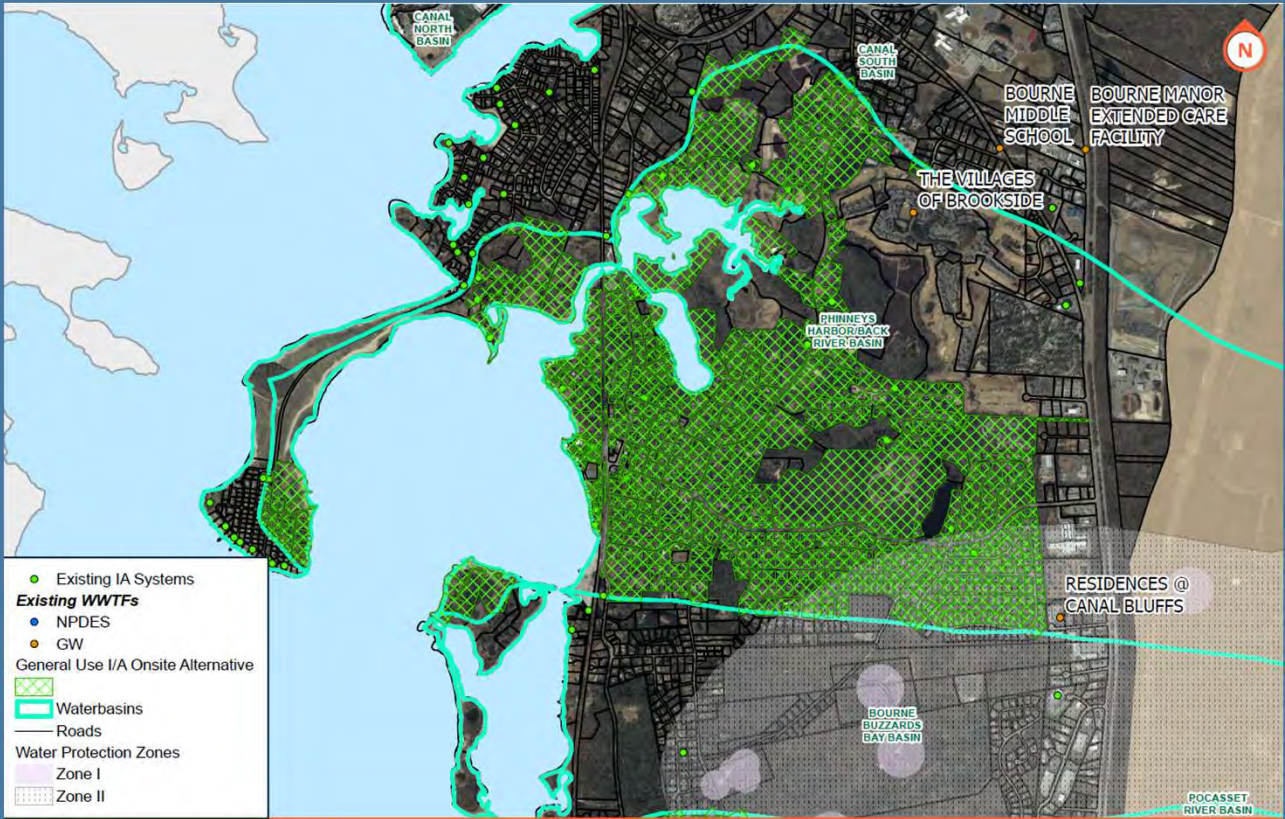 CANAL
NORTH
BASIN
CANAL
SOUTH
BASIN
N
BOURNE
MIDDLE
SCHOOL
BOURNE MANOR
EXTENDED CARE
FACILITY
THE VILLAGES
OF BROOKSIDE
PHINNEYS
HARBOR/BACK
RIVER BASIN
RESIDENCES @
CANAL BLUFFS
BOURNE
BUZZARDS
BAY BASIN
POCASSET
RIVER BASIN
Existing IA Systems
Existing WWTFs
NPDES
GW
General Use I/A Onsite Alternative
Waterbasins
Roads
Water Protection Zones
Zone I
Zone II